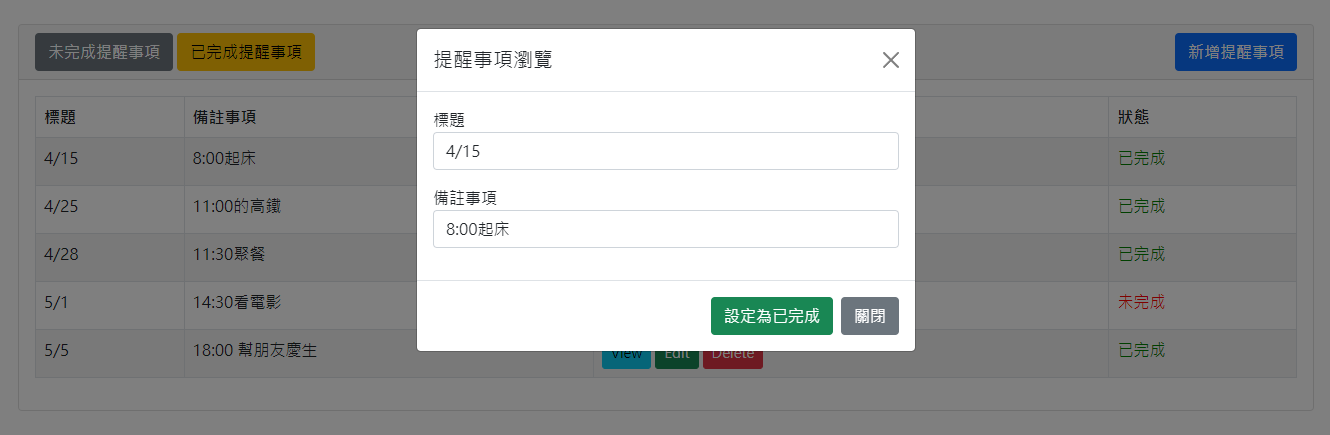 未完成提醒事項 已完成提醒事項 新增提醒事項
提醒事項瀏覽
標題
4/15
備註事項
8:00起床
設定為已完成 關閉
標題 備註事項 狀態
4/15 8:00起床 已完成
4/25 11:00的高鐵 已完成
4/28 11:30聚餐 已完成
5/1 14:30看電影 未完成
5/5 18:00 幫朋友慶生 View Edit Delete 已完成